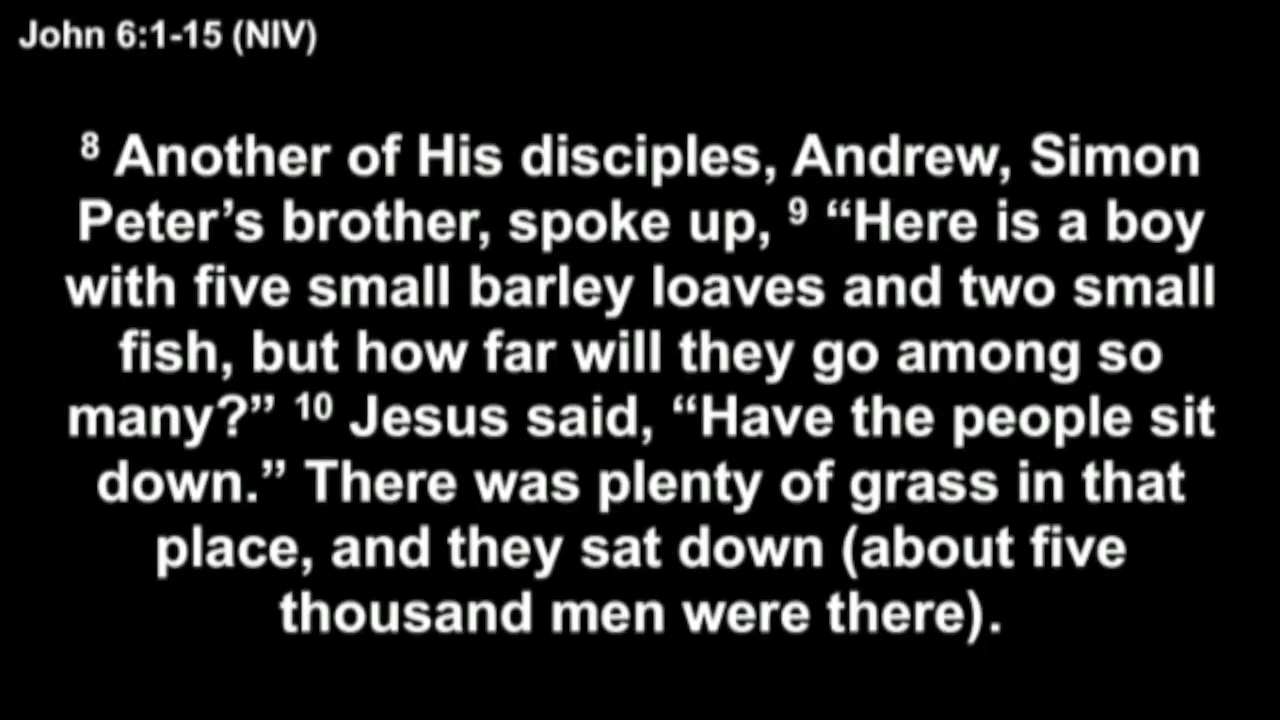 John 6:1-15 (NIV)
⁸ Another of His disciples, Andrew, Simon
Peter’s brother, spoke up, ⁹ “Here is a boy
with five small barley loaves and two small
fish, but how far will they go among so
many?” ¹⁰ Jesus said, “Have the people sit
down.” There was plenty of grass in that
place, and they sat down (about five
thousand men were there).